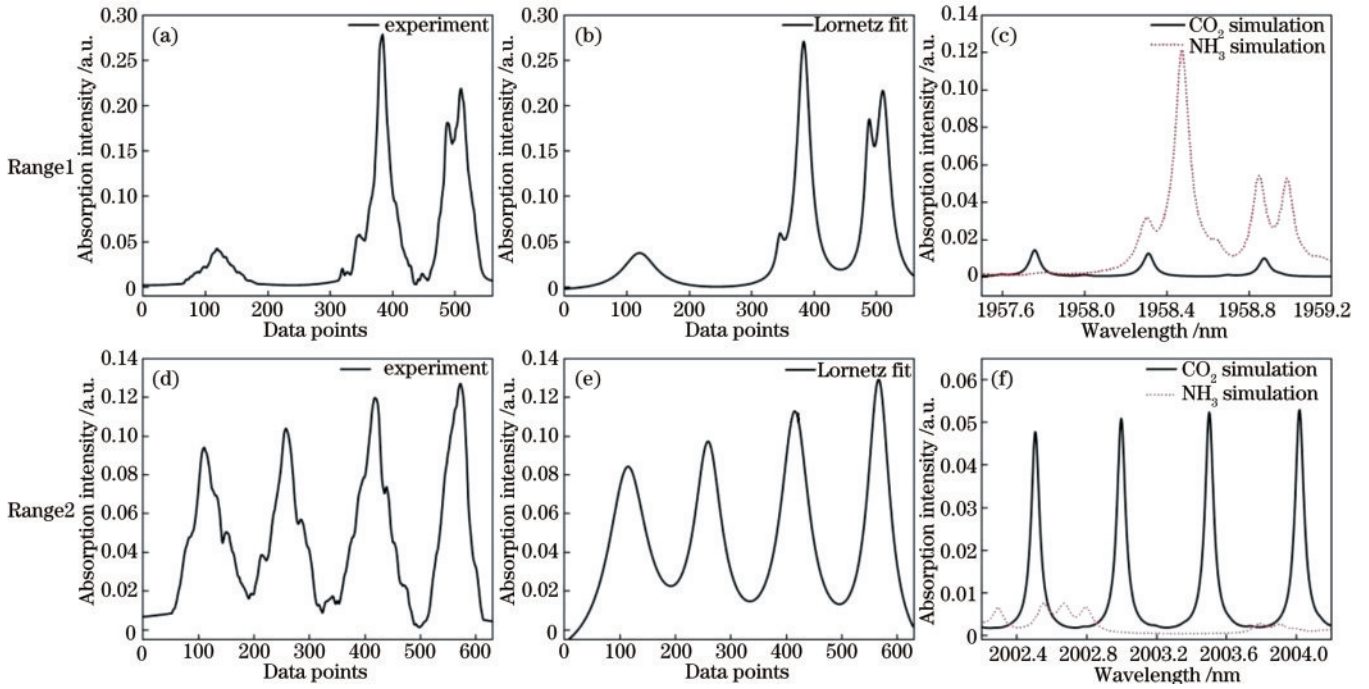 Range1
(a)
experiment
Absorption intensity /a.u.
0.30
0.25
0.20
0.15
0.10
0.05
0
0 100 200 300 400 500
Data points
(b)
Lornetz fit
Absorption intensity /a.u.
0.30
0.25
0.20
0.15
0.10
0.05
0
0 100 200 300 400 500
Data points
(c)
CO2 simulation
NH3 simulation
Absorption intensity /a.u.
0.14
0.12
0.10
0.08
0.06
0.04
0.02
0
1957.6 1958.0 1958.4 1958.8 1959.2
Wavelength /nm
Range2
(d)
experiment
Absorption intensity /a.u.
0.14
0.12
0.10
0.08
0.06
0.04
0.02
0
0 100 200 300 400 500 600
Data points
(e)
Lornetz fit
Absorption intensity /a.u.
0.14
0.12
0.10
0.08
0.06
0.04
0.02
0
0 100 200 300 400 500 600
Data points
(f)
CO2 simulation
NH3 simulation
Absorption intensity /a.u.
0.06
0.05
0.04
0.03
0.02
0.01
0
2002.4 2002.8 2003.2 2003.6 2004.0
Wavelength /nm